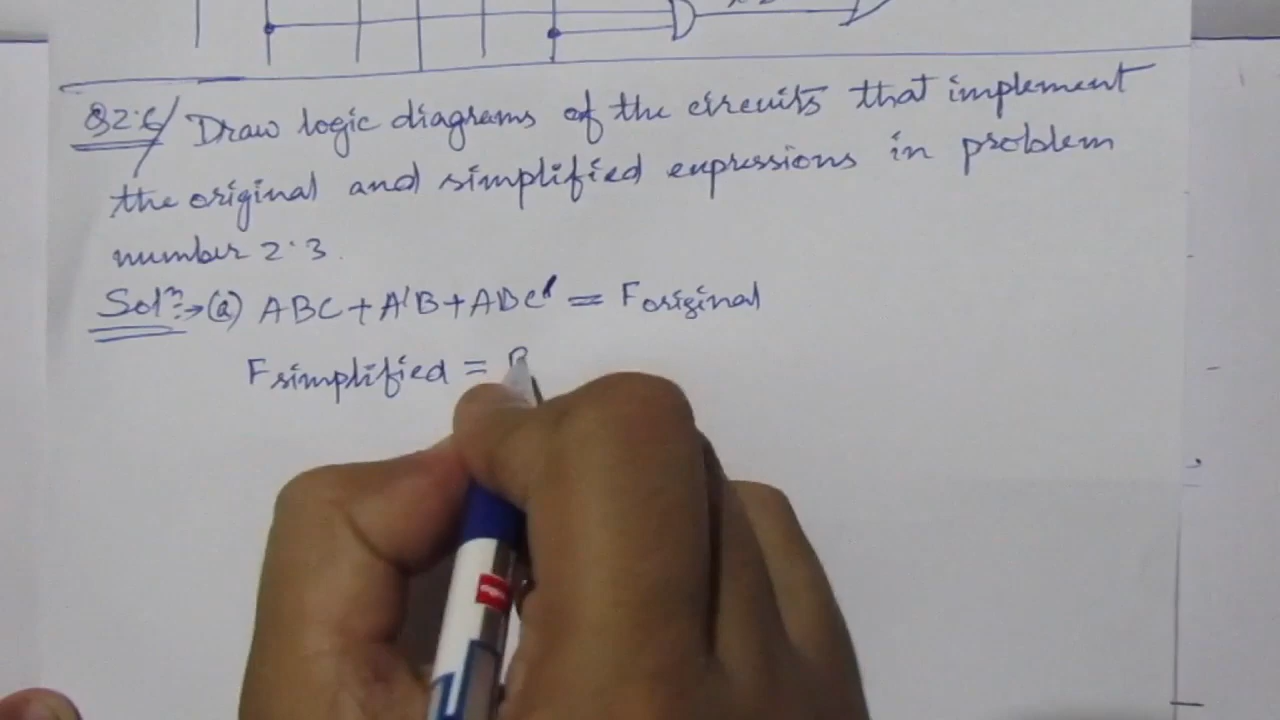 Q2.6/ Draw logic diagrams of the circuits that implement
the original and simplified expressions in problem
number 2.3.
Solⁿ:→(a) ABC + A'B + ABC' = Foriginal
Fsimplified = B